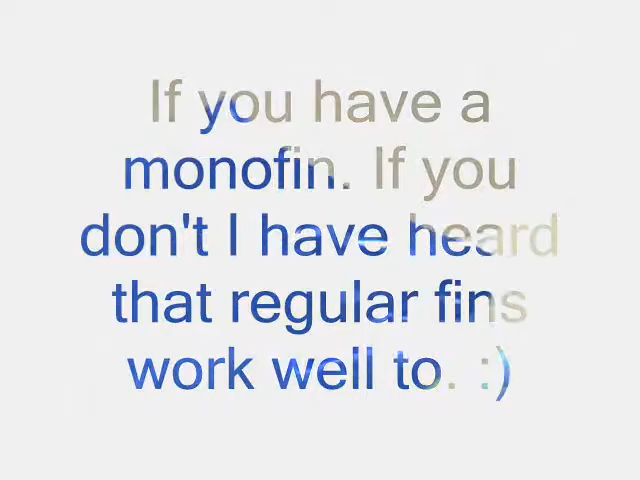 If you have a
monofin. If you
don't I have heard
that regular fins
work well to. :)